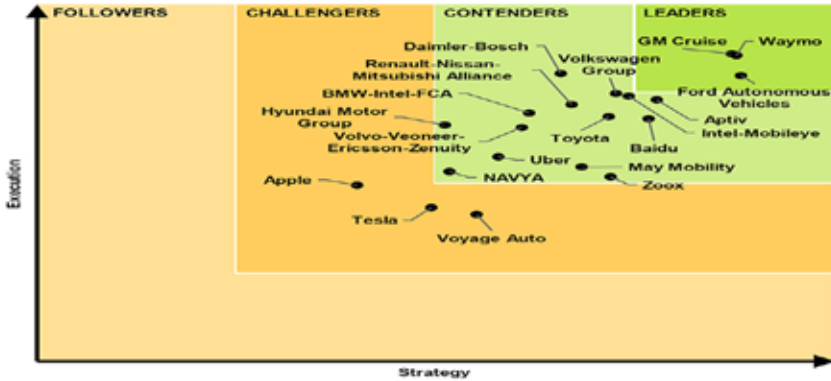 FOLLOWERS
CHALLENGERS
CONTENDERS
LEADERS
GM Cruise
Waymo
Daimler-Bosch
Volkswagen
Group
Renault-Nissan-
Mitsubishi Alliance
Ford Autonomous
Vehicles
BMW-Intel-FCA
Hyundai Motor
Group
Aptiv
Volvo-Veoneer-
Ericsson-Zenuity
Toyota
Intel-Mobileye
Baidu
Uber
May Mobility
NAVYA
Zoox
Apple
Tesla
Voyage Auto
Execution
Strategy